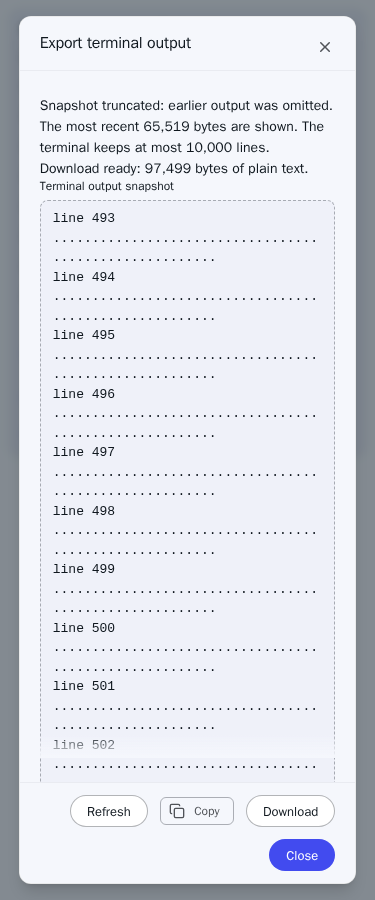 Export terminal output
Snapshot truncated: earlier output was omitted.
The most recent 65,519 bytes are shown. The
terminal keeps at most 10,000 lines.
Download ready: 97,499 bytes of plain text.
Terminal output snapshot
line 493
..................................
.....................
line 494
..................................
.....................
line 495
..................................
.....................
line 496
..................................
.....................
line 497
..................................
.....................
line 498
..................................
.....................
line 499
..................................
.....................
line 500
..................................
.....................
line 501
..................................
.....................
line 502
..................................
Refresh
Copy
Download
Close